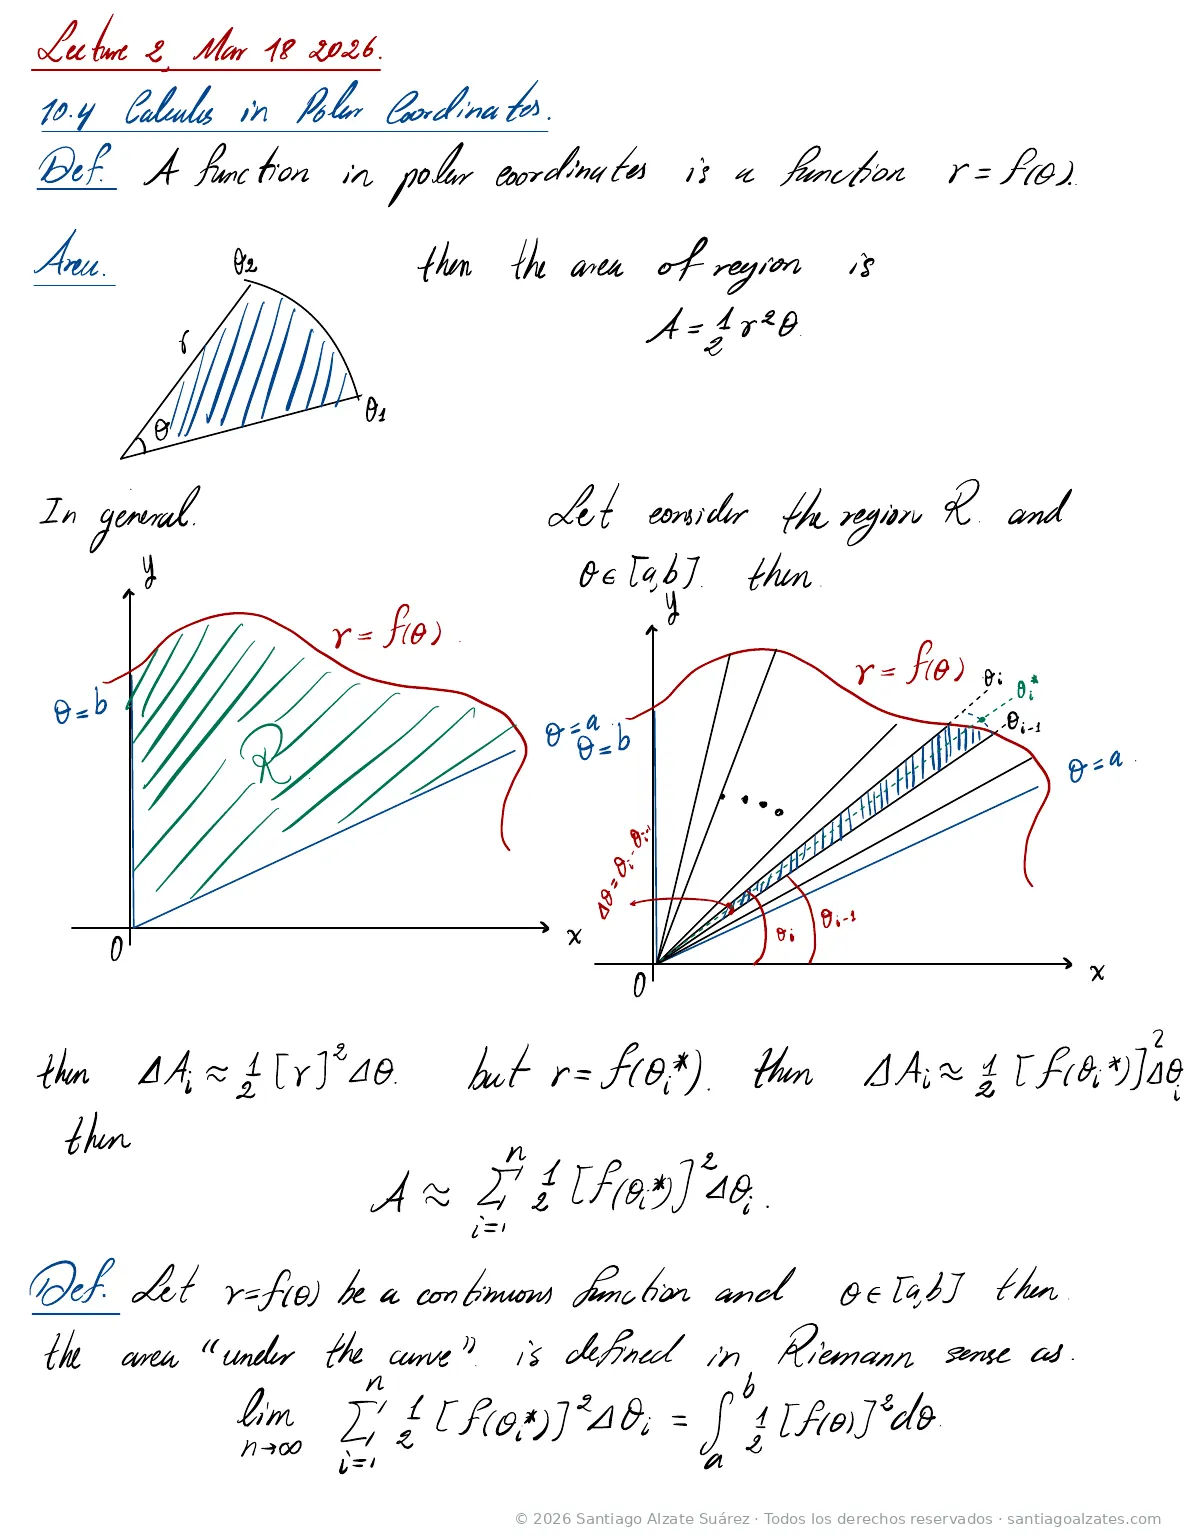 Lecture 2, Mar 18 2026.
10.4 Calculus in Polar Coordinates.
Def. A function in polar coordinates is a function r = f(θ).
Area.
θ2
r
θ
θ1
then the area of region is
A = 1/2 r²θ.
In general.
Let consider the region R. and
θ ∈ [a,b]. then.
y
r = f(θ).
θ = b
R
θ = a
0
x
y
r = f(θ)
θi
θi*
θi-1
θ = b
θ = a.
Δθ = θi - θi-1
θi
θi-1
0
x
then ΔAi ≈ 1/2 [r]² Δθ. but r = f(θi*). then ΔAi ≈ 1/2 [f(θi*)]² Δθi
then
A ≈ Σ_{i=1}^{n} 1/2 [f(θi*)]² Δθi.
Def. Let r=f(θ) be a continuous function and θ ∈ [a,b] then.
the area "under the curve". is defined in Riemann sense as.
lim_{n→∞} Σ_{i=1}^{n} 1/2 [f(θi*)]² Δθi = ∫_a^b 1/2 [f(θ)]² dθ.
© 2026 Santiago Alzate Suárez · Todos los derechos reservados · santiagoalzates.com